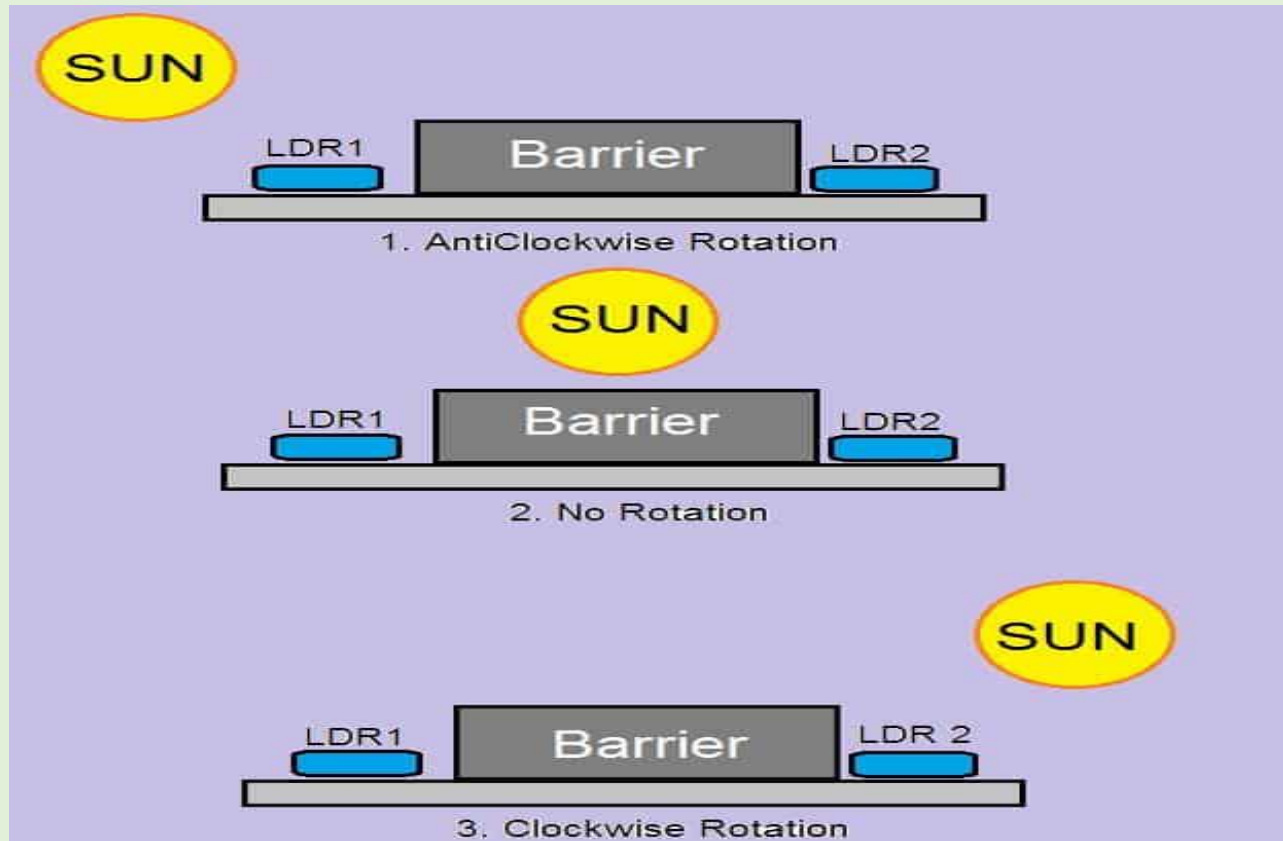 SUN
LDR1 Barrier LDR2
1. AntiClockwise Rotation
SUN
LDR1 Barrier LDR2
2. No Rotation
SUN
LDR1 Barrier LDR 2
3. Clockwise Rotation